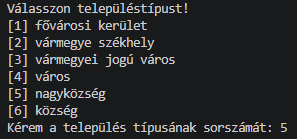 Válasszon településtípust!
[1] fővárosi kerület
[2] vármegye székhely
[3] vármegyei jogú város
[4] város
[5] nagyközség
[6] község
Kérem a település típusának sorszámát: 5